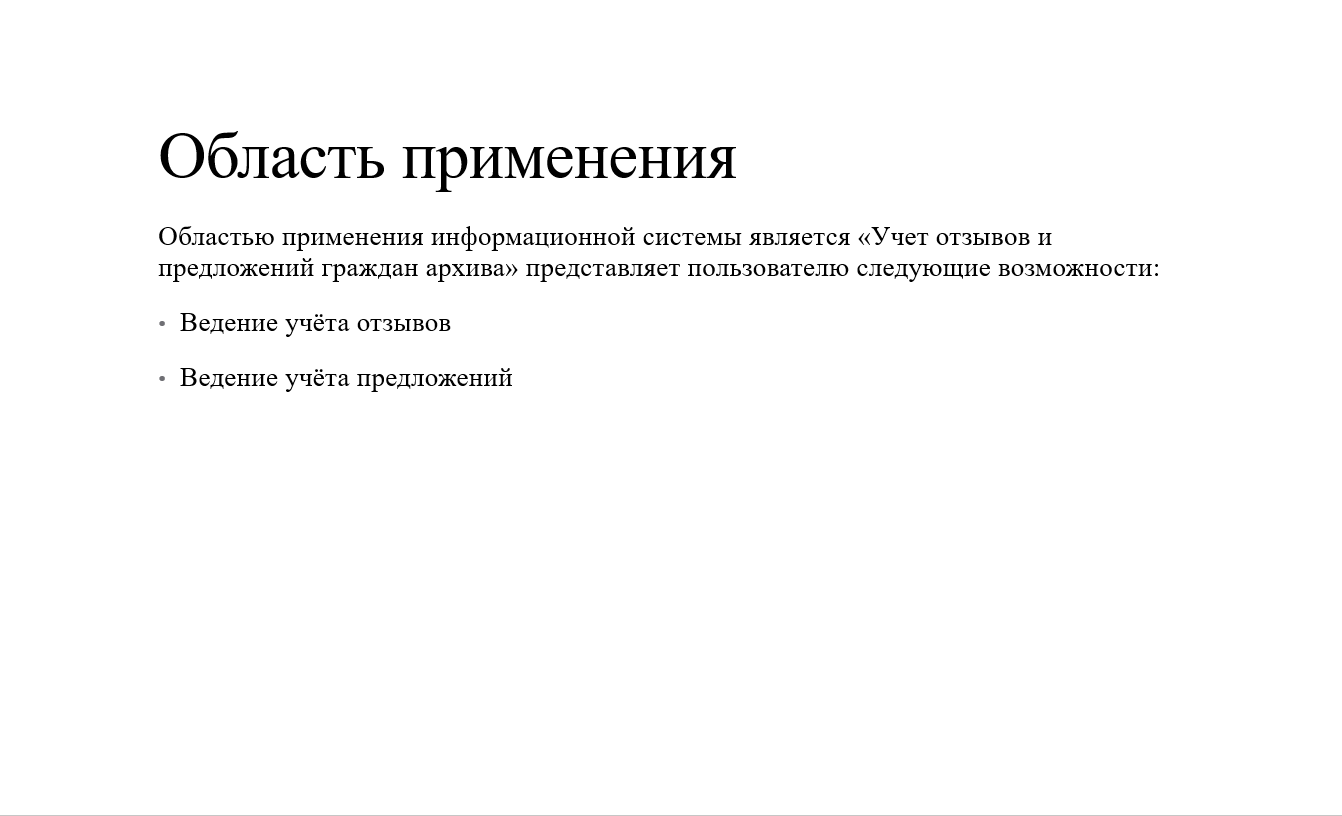 Область применения
Областью применения информационной системы является «Учет отзывов и
предложений граждан архива» представляет пользователю следующие возможности:
• Ведение учёта отзывов
• Ведение учёта предложений